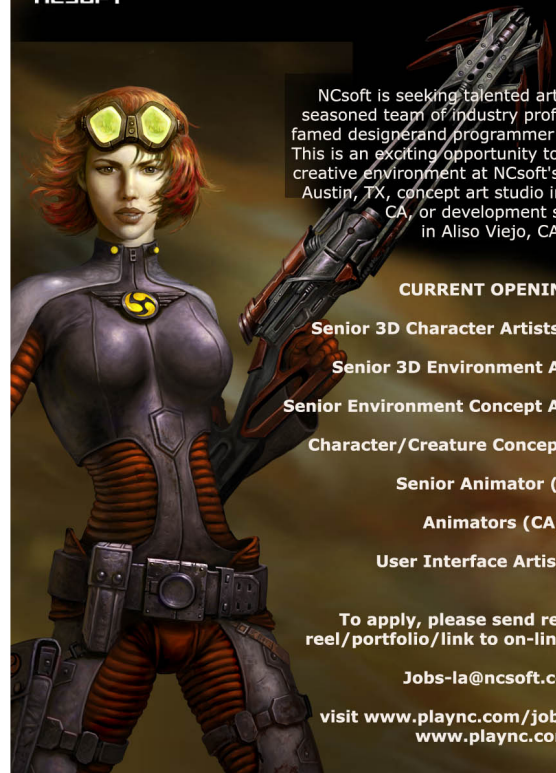 NCsoft is seeking talented art
seasoned team of industry prof
famed designerand programmer
This is an exciting opportunity to
creative environment at NCsoft's
Austin, TX, concept art studio i
CA, or development s
in Aliso Viejo, CA
CURRENT OPENIN
Senior 3D Character Artists
Senior 3D Environment A
Senior Environment Concept A
Character/Creature Concep
Senior Animator (
Animators (CA
User Interface Artis
To apply, please send re
reel/portfolio/link to on-lin
Jobs-la@ncsoft.c
visit www.plaync.com/job
www.plaync.co